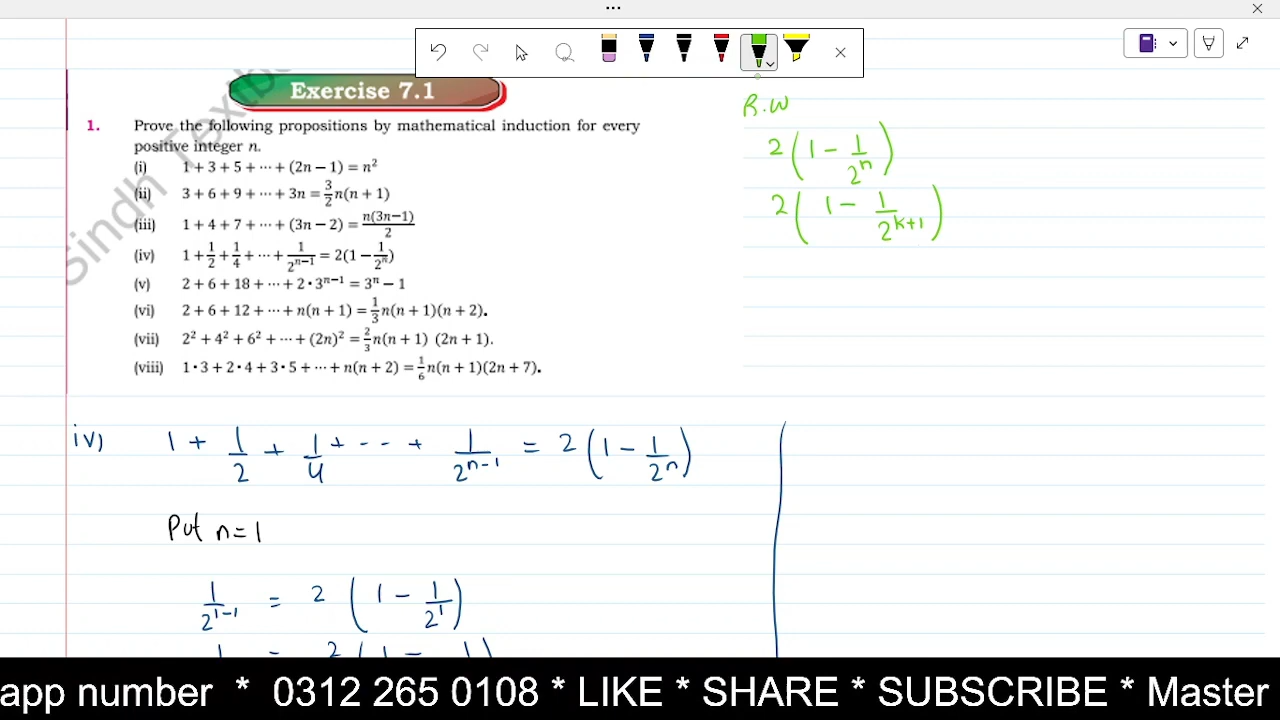 Exercise 7.1
1. Prove the following propositions by mathematical induction for every
positive integer n.
(i) 1 + 3 + 5 + ⋯ + (2n − 1) = n²
(ii) 3 + 6 + 9 + ⋯ + 3n = 3/2 n(n + 1)
(iii) 1 + 4 + 7 + ⋯ + (3n − 2) = n(3n−1)/2
(iv) 1 + 1/2 + 1/4 + ⋯ + 1/2ⁿ⁻¹ = 2(1 − 1/2ⁿ)
(v) 2 + 6 + 18 + ⋯ + 2 • 3ⁿ⁻¹ = 3ⁿ − 1
(vi) 2 + 6 + 12 + ⋯ + n(n + 1) = 1/3 n(n + 1)(n + 2).
(vii) 2² + 4² + 6² + ⋯ + (2n)² = 2/3 n(n + 1) (2n + 1).
(viii) 1 • 3 + 2 • 4 + 3 • 5 + ⋯ + n(n + 2) = 1/6 n(n + 1)(2n + 7).
R.W
2(1 − 1/2ⁿ)
2(1 − 1/2ᵏ⁺¹)
iv) 1 + 1/2 + 1/4 + --- + 1/2ⁿ⁻¹ = 2(1 − 1/2ⁿ)
Put n = 1
1/2¹⁻¹ = 2(1 − 1/2¹)
app number * 0312 265 0108 * LIKE * SHARE * SUBSCRIBE * Master